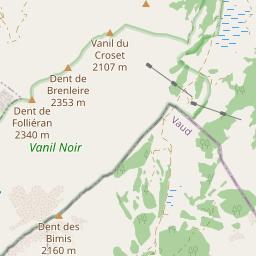 Vanil du
Croset
2107 m
Dent de
Brenleire
2353 m
Dent de
Folliéran
2340 m
Vaud
Vanil Noir
Dent des
Bimis
2160 m